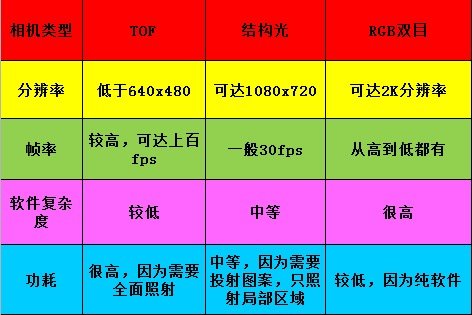 相机类型 TOF 结构光 RGB双目
分辨率 低于640x480 可达1080x720 可达2K分辨率
帧率 较高，可达上百fps 一般30fps 从高到低都有
软件复杂度 较低 中等 很高
功耗 很高，因为需要全面照射 中等，因为需要投射图案，只照射局部区域 较低，因为纯软件